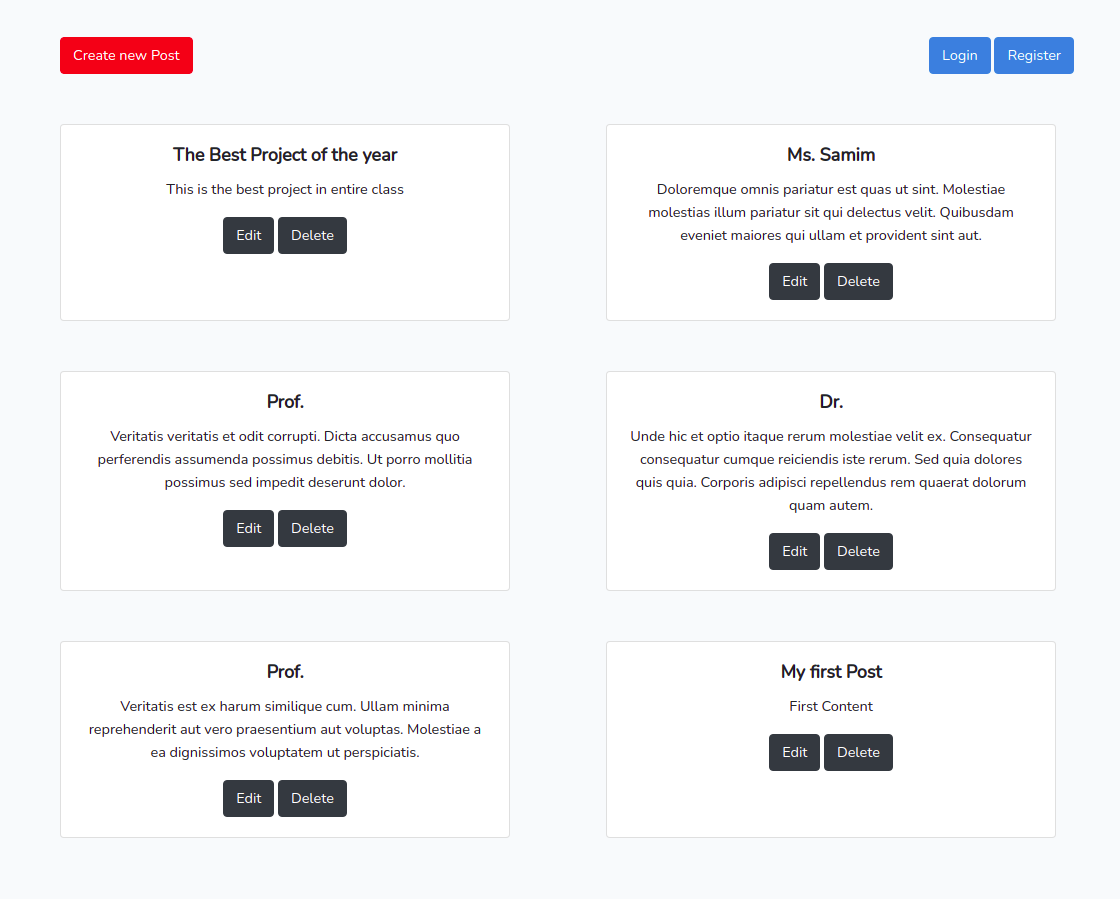 Create new Post
Login
Register
The Best Project of the year
This is the best project in entire class
Edit
Delete
Ms. Samim
Doloremque omnis pariatur est quas ut sint. Molestiae
molestias illum pariatur sit qui delectus velit. Quibusdam
eveniet maiores qui ullam et provident sint aut.
Edit
Delete
Prof.
Veritatis veritatis et odit corrupti. Dicta accusamus quo
perferendis assumenda possimus debitis. Ut porro mollitia
possimus sed impedit deserunt dolor.
Edit
Delete
Dr.
Unde hic et optio itaque rerum molestiae velit ex. Consequatur
consequatur cumque reiciendis iste rerum. Sed quia dolores
quis quia. Corporis adipisci repellendus rem quaerat dolorum
quam autem.
Edit
Delete
Prof.
Veritatis est ex harum similique cum. Ullam minima
reprehenderit aut vero praesentium aut voluptas. Molestiae a
ea dignissimos voluptatem ut perspiciatis.
Edit
Delete
My first Post
First Content
Edit
Delete